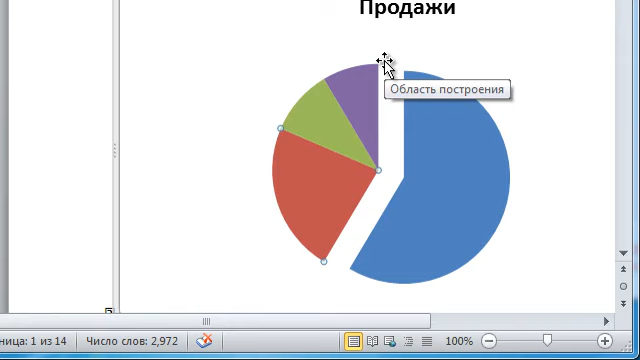 Продажи
Область построения
ница: 1 из 14
Число слов: 2,972
100%